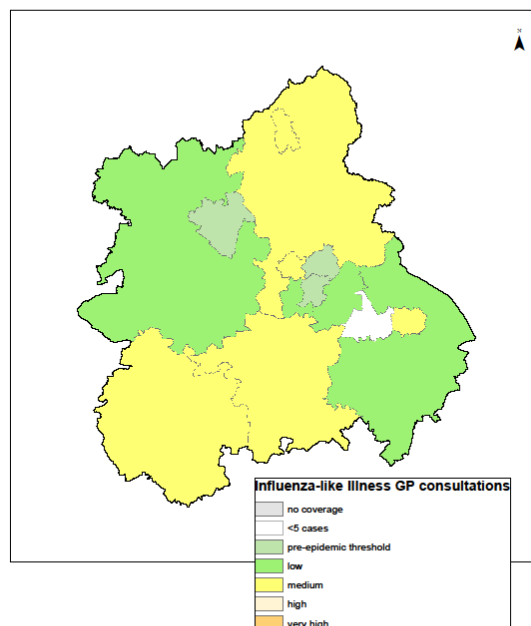 N
Influenza-like Illness GP consultations
no coverage
<5 cases
pre-epidemic threshold
low
medium
high
very high